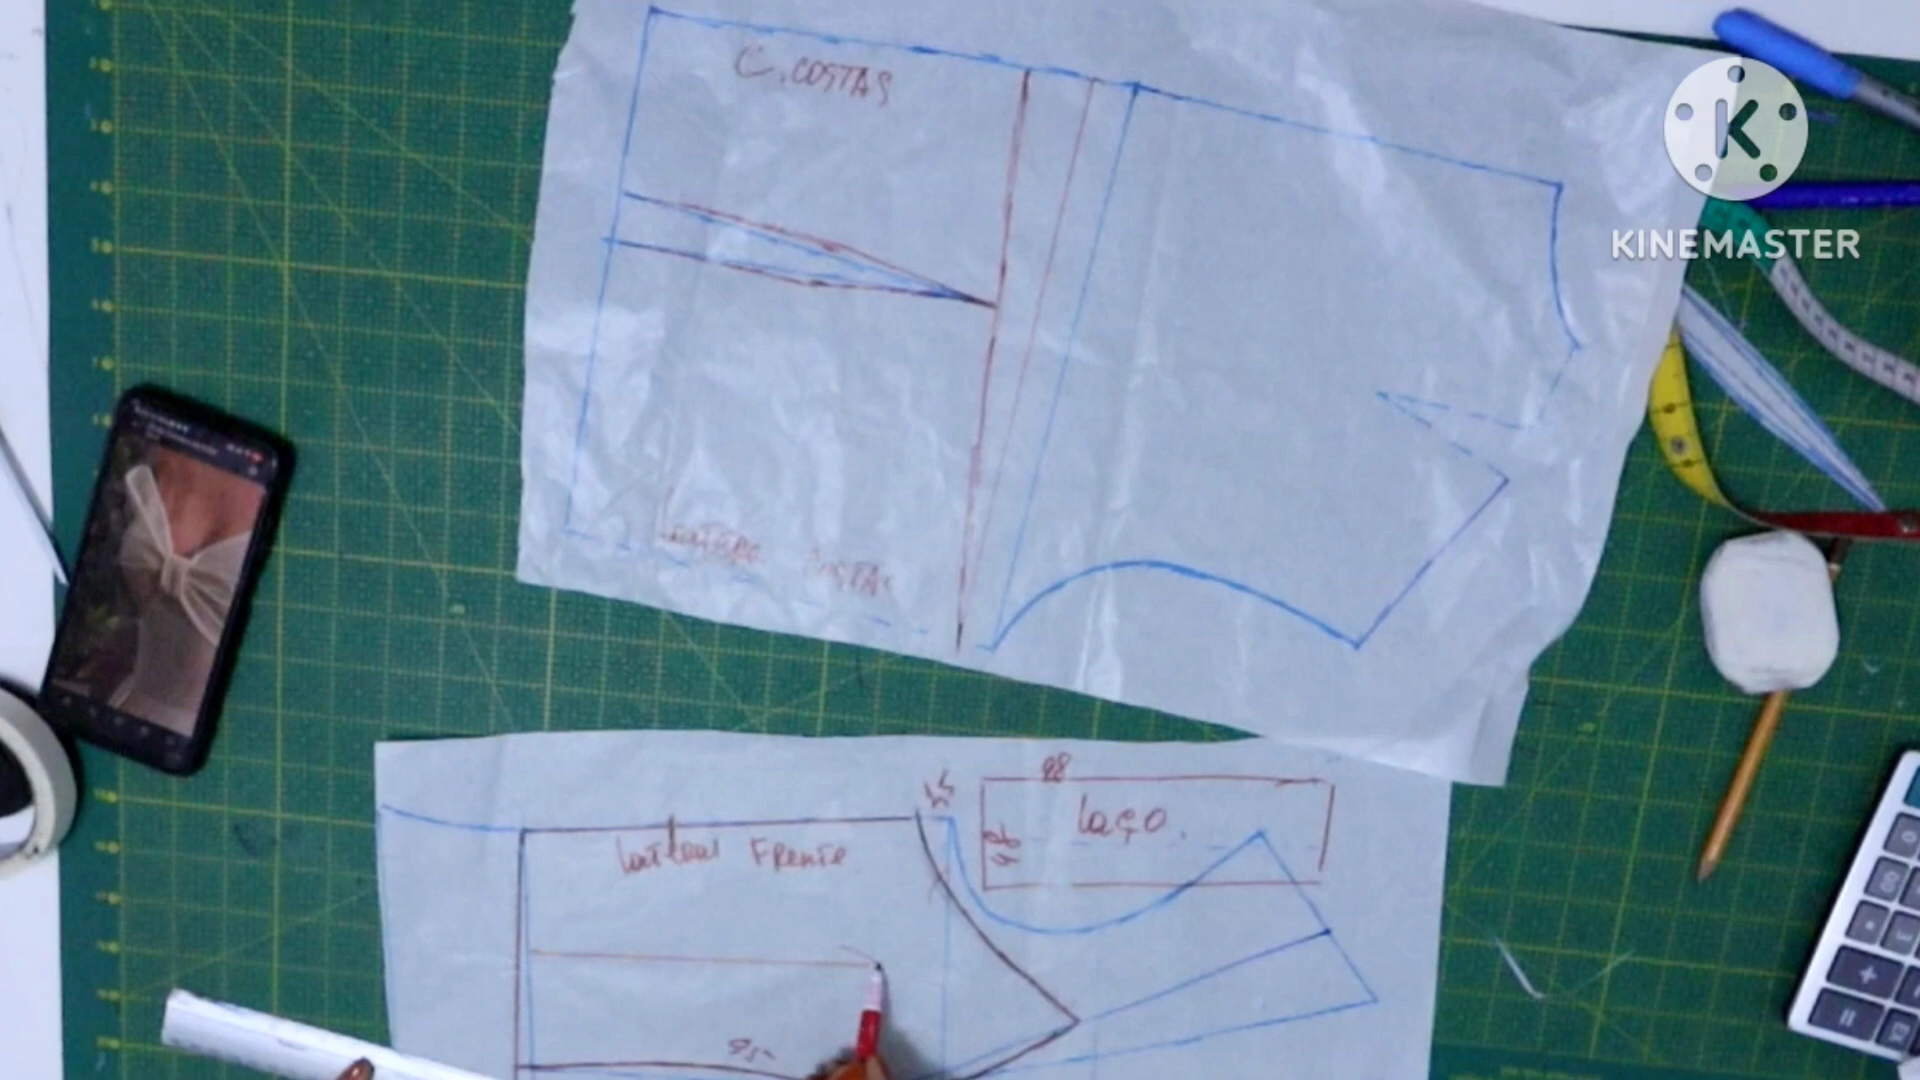 C. COSTAS
K
KINEMASTER
Lateral Costas
88
Laço.
Lateral Frente